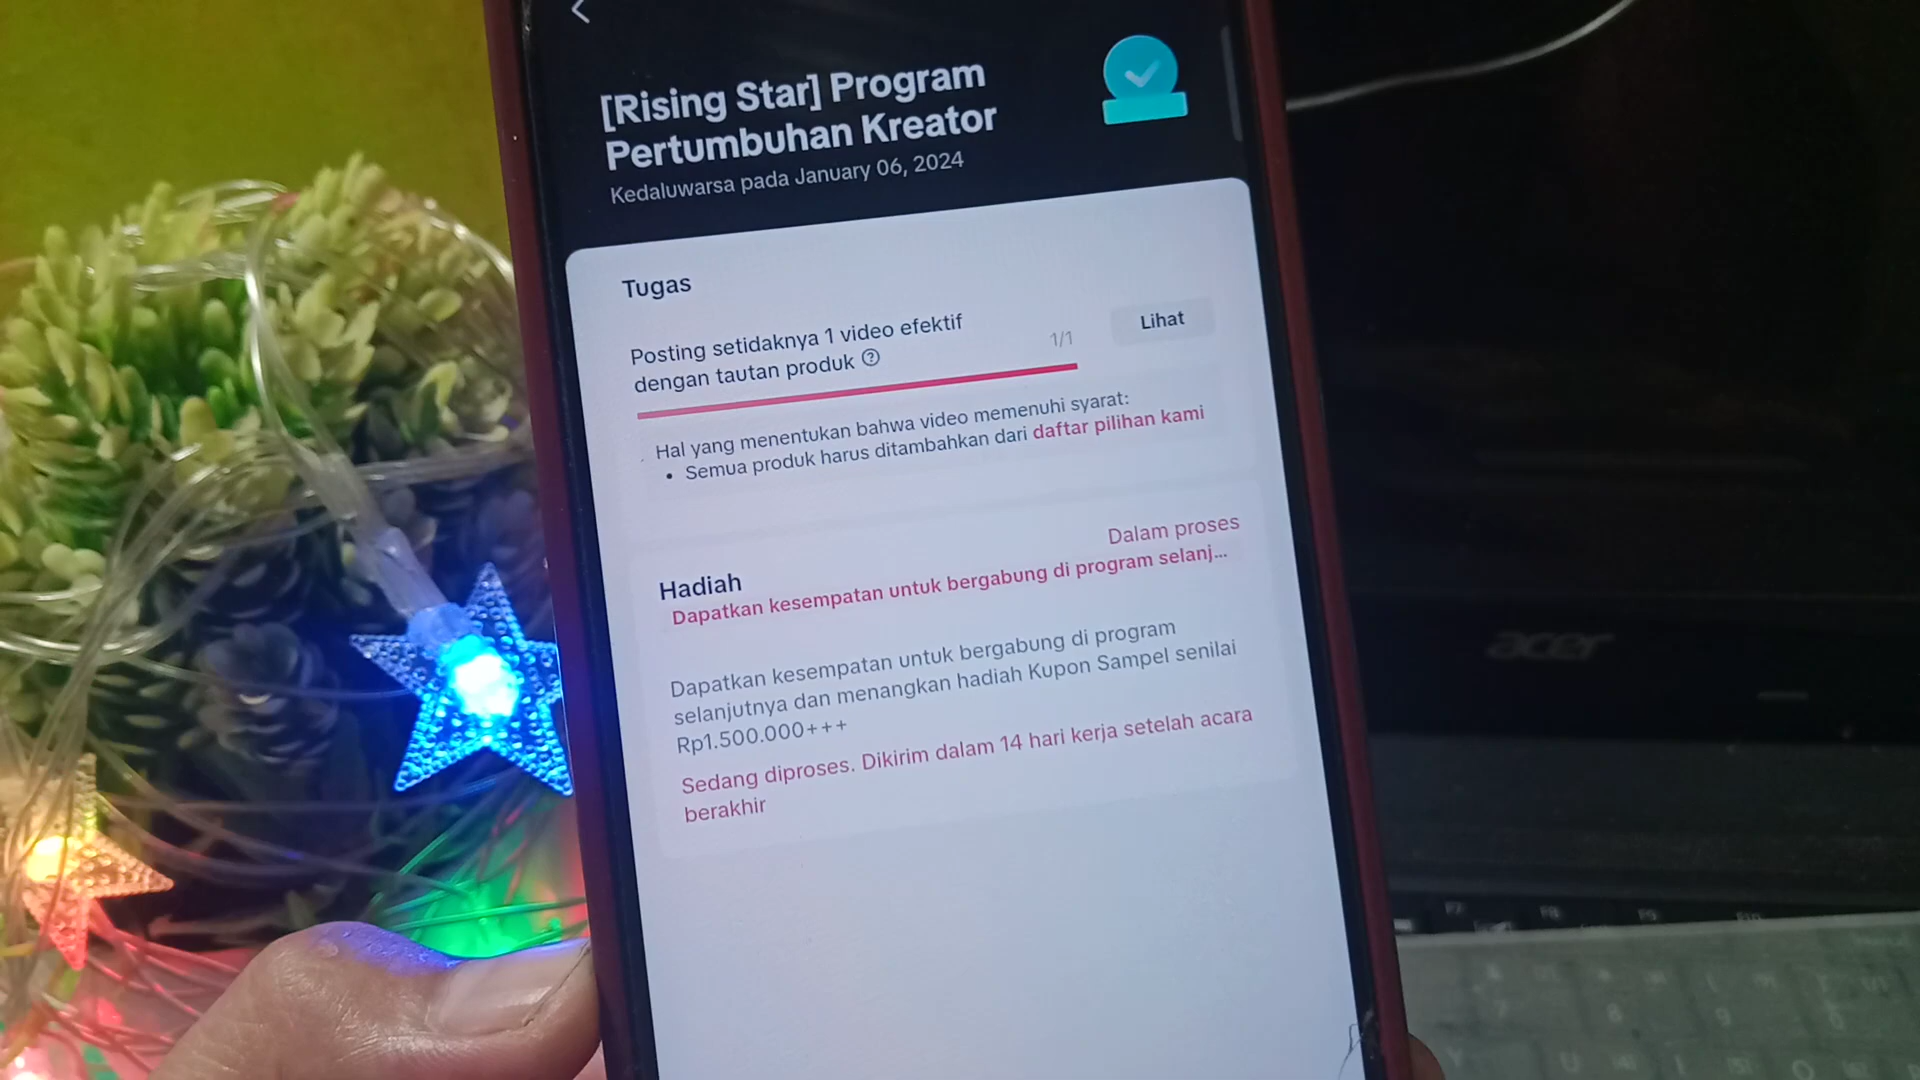 [Rising Star] Program
Pertumbuhan Kreator
Kedaluwarsa pada January 06, 2024
Tugas
Posting setidaknya 1 video efektif
dengan tautan produk
1/1
Lihat
Hal yang menentukan bahwa video memenuhi syarat:
• Semua produk harus ditambahkan dari daftar pilihan kami
Dalam proses
Hadiah
Dapatkan kesempatan untuk bergabung di program selanj...
Dapatkan kesempatan untuk bergabung di program
selanjutnya dan menangkan hadiah Kupon Sampel senilai
Rp1.500.000+++
Sedang diproses. Dikirim dalam 14 hari kerja setelah acara
berakhir
acer